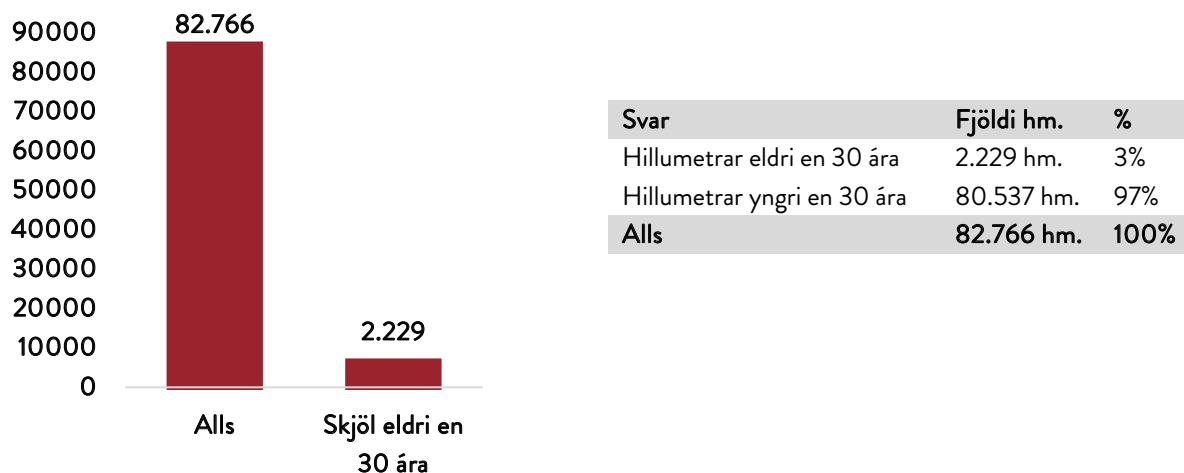 90000
80000
70000
60000
50000
40000
30000
20000
10000
0
82.766
2.229
Alls
Skjöl eldri en
30 ára
Svar Fjöldi hm. %
Hillumetrar eldri en 30 ára 2.229 hm. 3%
Hillumetrar yngri en 30 ára 80.537 hm. 97%
Alls 82.766 hm. 100%